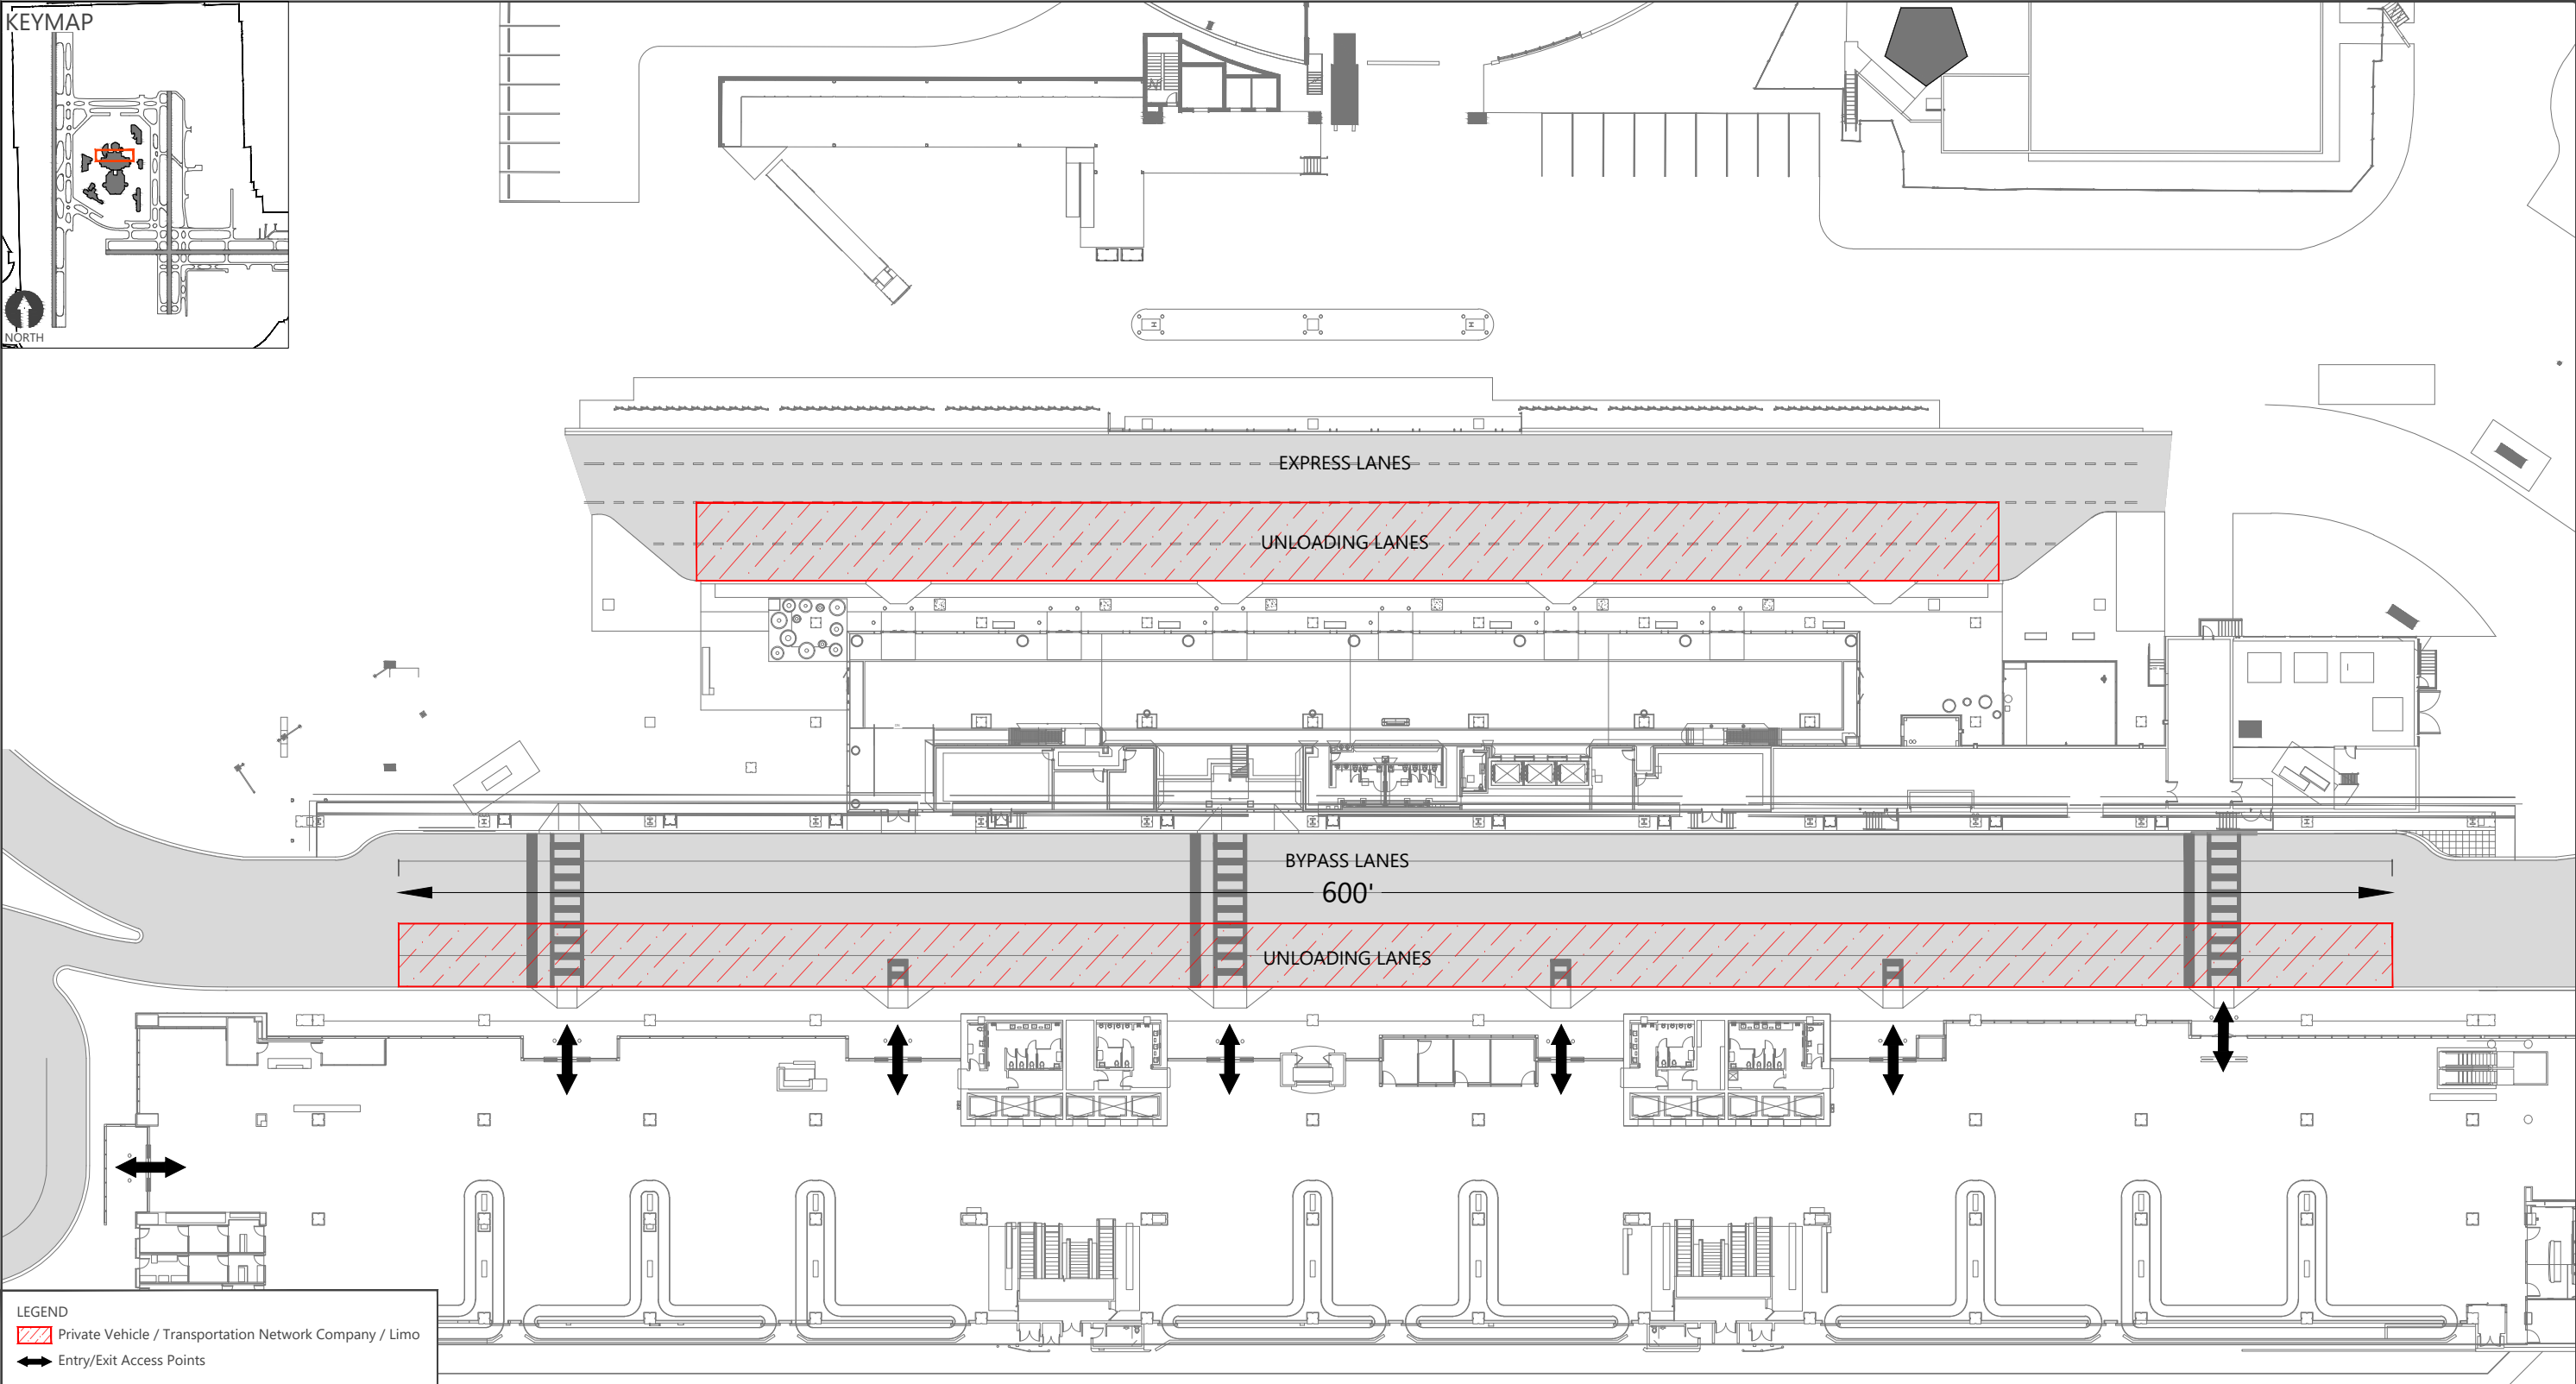 KEYMAP
NORTH
EXPRESS LANES
UNLOADING LANES
BYPASS LANES
600'
UNLOADING LANES
LEGEND
Private Vehicle / Transportation Network Company / Limo
Entry/Exit Access Points